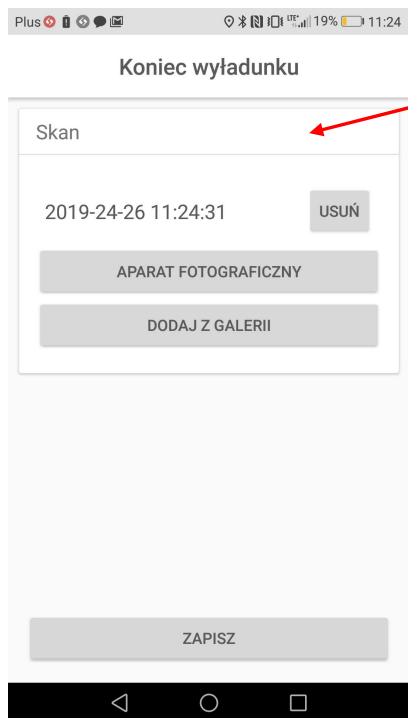 Plus 19% 11:24
Koniec wyładunku
Skan
2019-24-26 11:24:31 USUŃ
APARAT FOTOGRAFICZNY
DODAJ Z GALERII
ZAPISZ